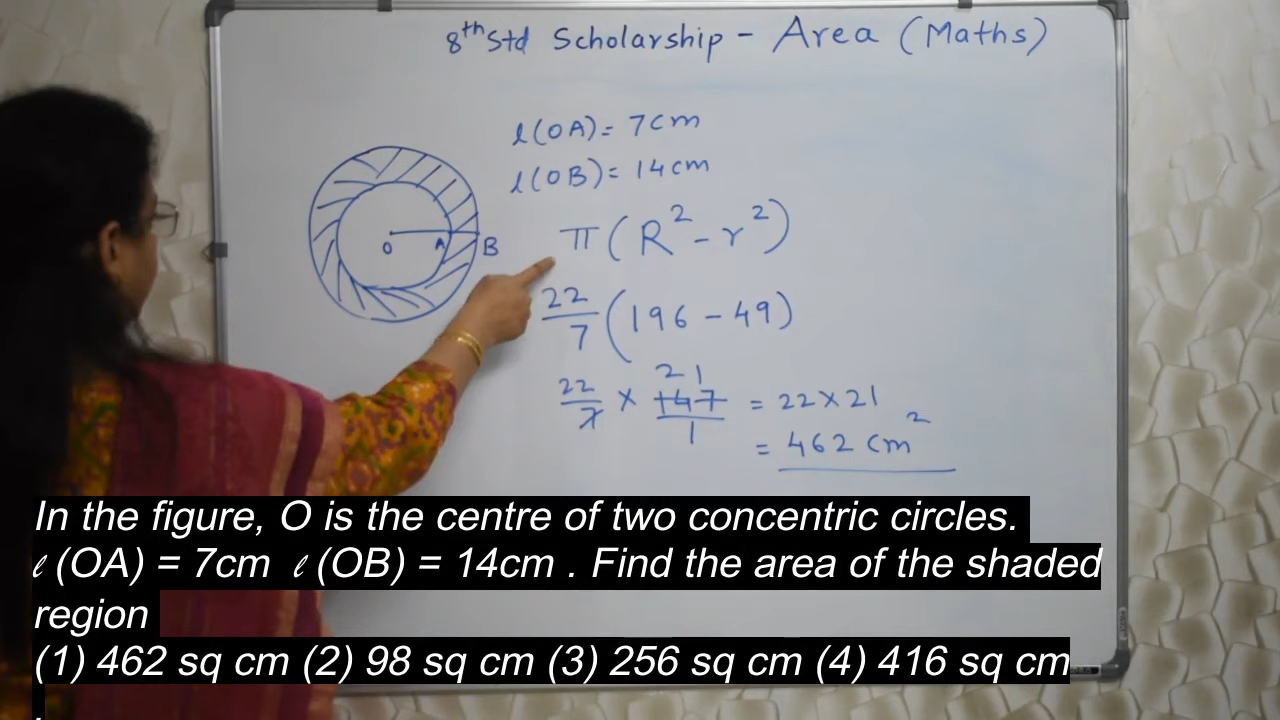 8th Std Scholarship - Area (Maths)
l(OA)= 7cm
l(OB)= 14cm
π(R²-r²)
O A B
22/7 (196-49)
22/7 × 147/1 21 = 22×21
= 462 cm²
In the figure, O is the centre of two concentric circles.
ℓ (OA) = 7cm ℓ (OB) = 14cm . Find the area of the shaded
region
(1) 462 sq cm (2) 98 sq cm (3) 256 sq cm (4) 416 sq cm